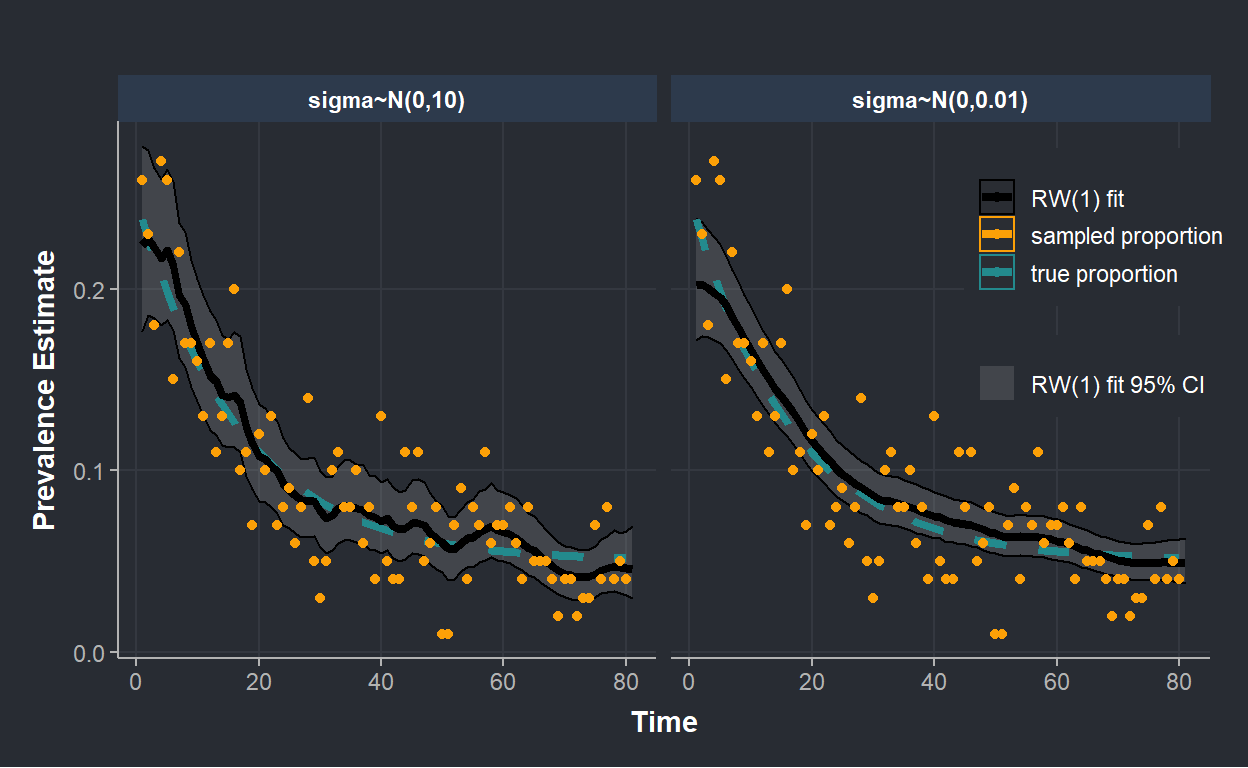 sigma~N(0,10)
sigma~N(0,0.01)
RW(1) fit
sampled proportion
true proportion
RW(1) fit 95% CI
Prevalence Estimate
0.2
0.1
0.0
0 20 40 60 80
0 20 40 60 80
Time